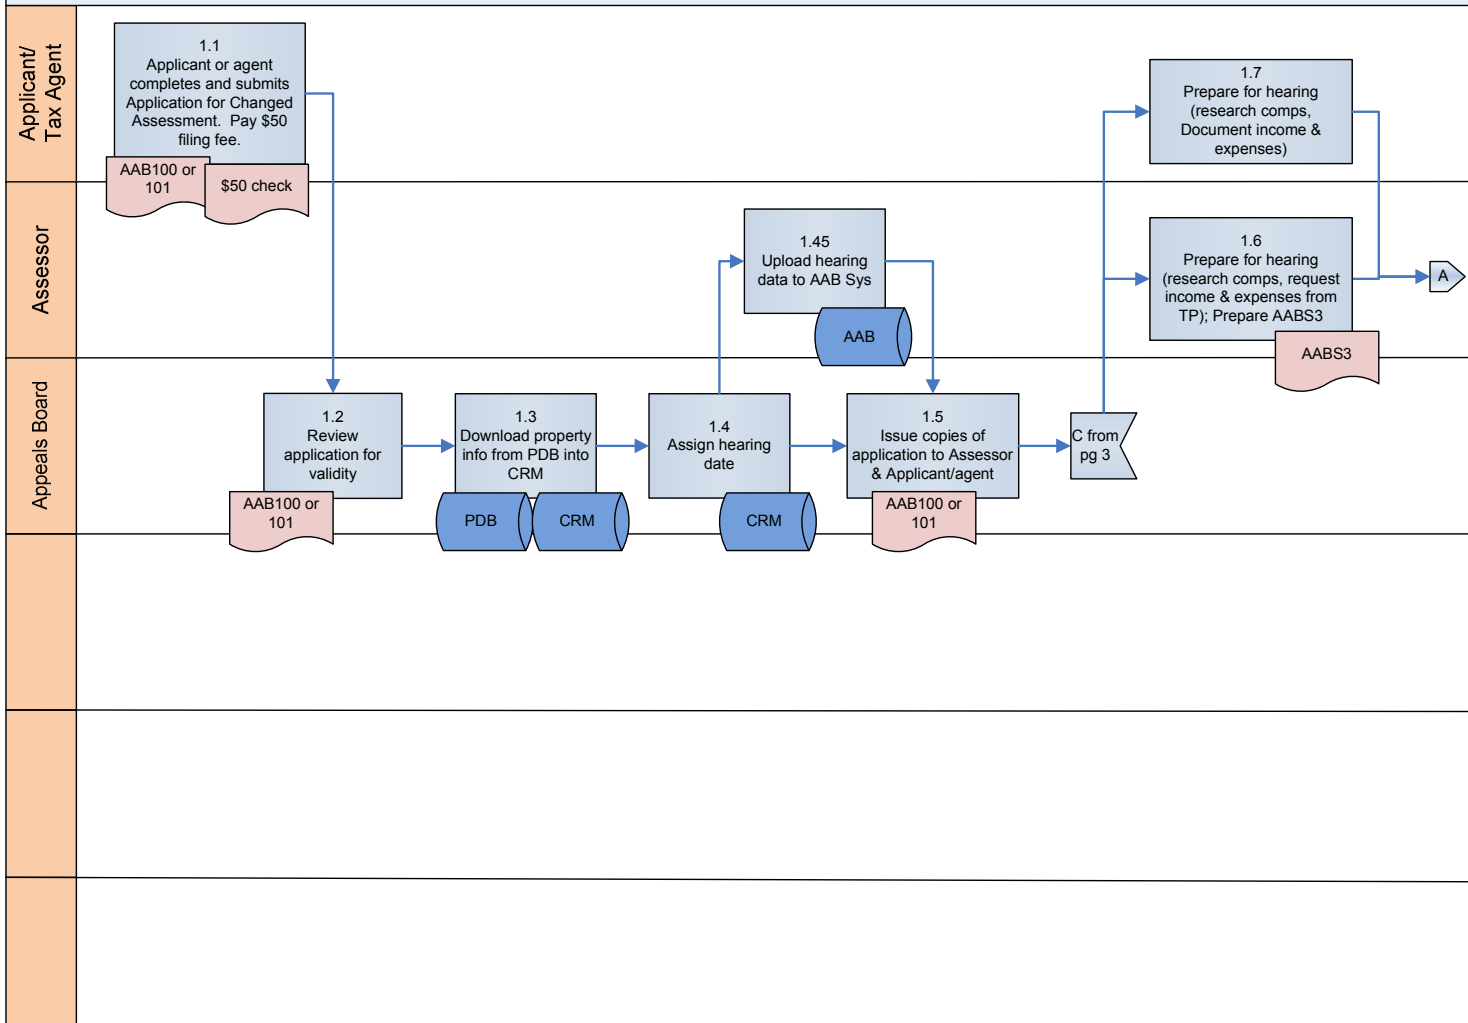 Applicant/
Tax Agent
1.1
Applicant or agent
completes and submits
Application for Changed
Assessment.  Pay $50
filing fee.
AAB100 or
101
$50 check
1.7
Prepare for hearing
(research comps,
Document income &
expenses)
Assessor
1.45
Upload hearing
data to AAB Sys
AAB
1.6
Prepare for hearing
(research comps, request
income & expenses from
TP); Prepare AABS3
AABS3
A
Appeals Board
1.2
Review
application for
validity
AAB100 or
101
1.3
Download property
info from PDB into
CRM
PDB
CRM
1.4
Assign hearing
date
CRM
1.5
Issue copies of
application to Assessor
& Applicant/agent
AAB100 or
101
C from
pg 3